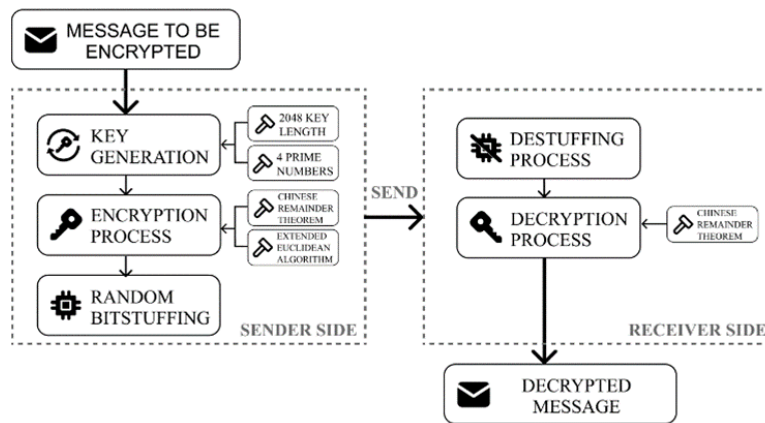 MESSAGE TO BE
ENCRYPTED
KEY
GENERATION
2048 KEY
LENGTH
4 PRIME
NUMBERS
ENCRYPTION
PROCESS
CHINESE
REMAINDER
THEOREM
EXTENDED
EUCLIDEAN
ALGORITHM
RANDOM
BITSTUFFING
SENDER SIDE
SEND
DESTUFFING
PROCESS
DECRYPTION
PROCESS
CHINESE
REMAINDER
THEOREM
RECEIVER SIDE
DECRYPTED
MESSAGE